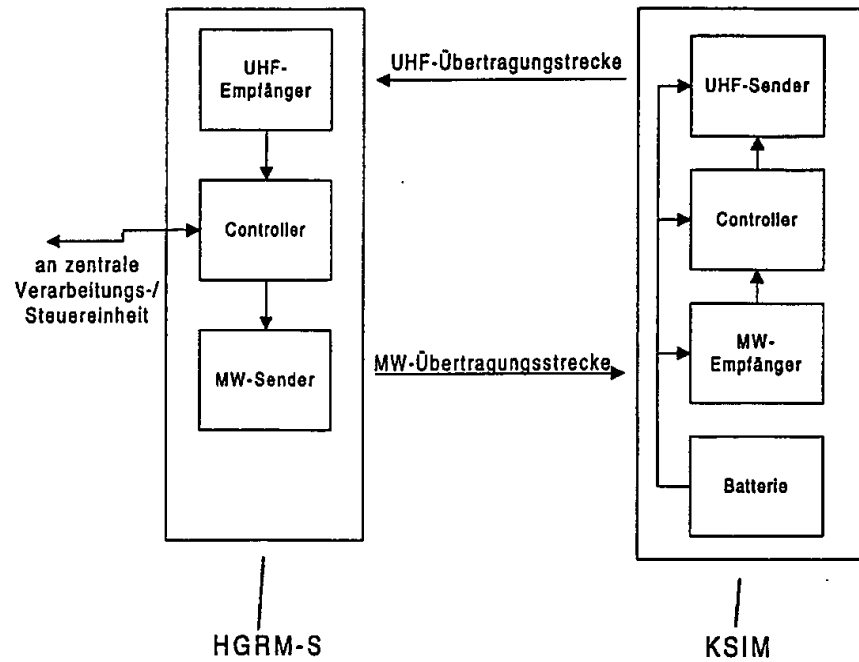 UHF-
Empfänger
Controller
MW-Sender
an zentrale
Verarbeitungs-/
Steuereinheit
UHF-Übertragungstrecke
MW-Übertragungsstrecke
UHF-Sender
Controller
MW-
Empfänger
Batterie
HGRM-S
KSIM